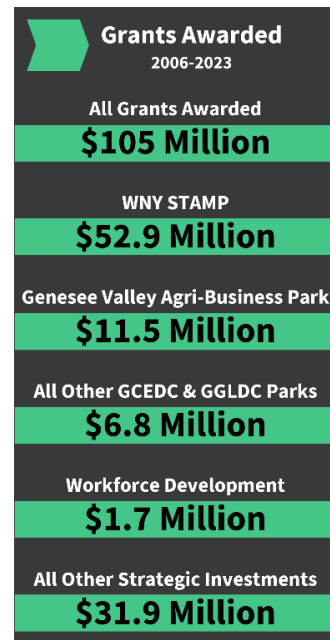 Grants Awarded
2006-2023
All Grants Awarded
$105 Million
WNY STAMP
$52.9 Million
Genesee Valley Agri-Business Park
$11.5 Million
All Other GCEDC & GGLDC Parks
$6.8 Million
Workforce Development
$1.7 Million
All Other Strategic Investments
$31.9 Million